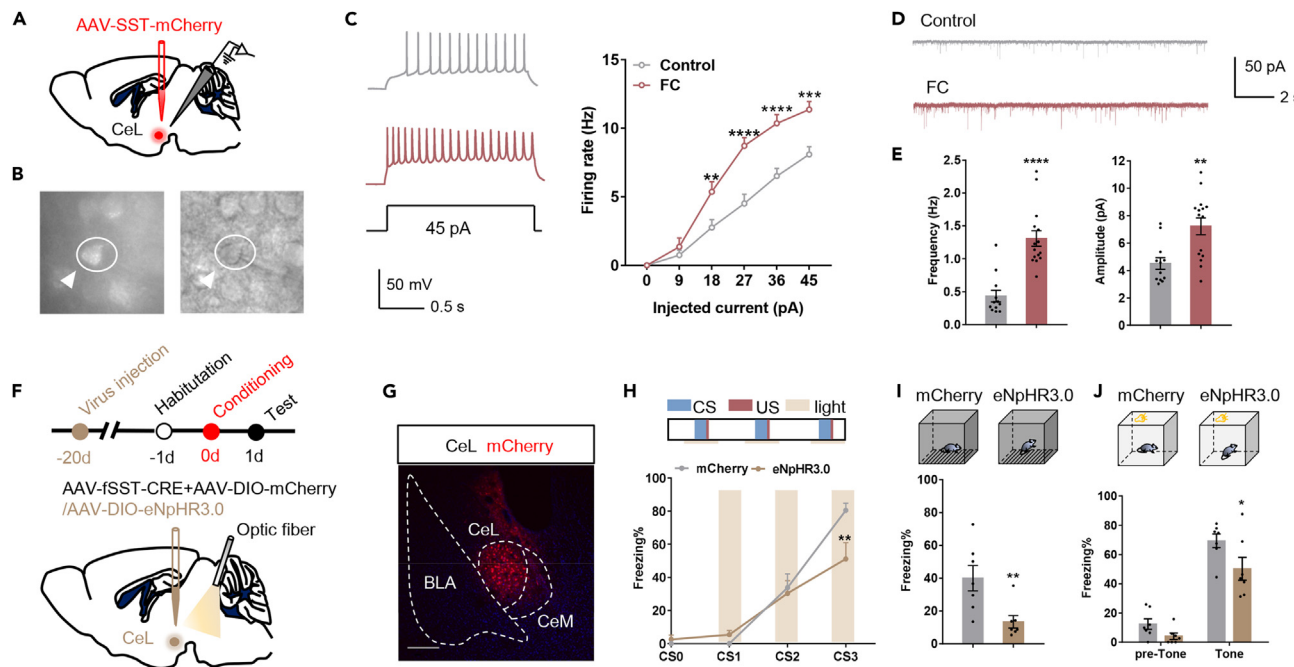 A
AAV-SST-mCherry
CeL
B
C
45 pA
50 mV
0.5 s
Control
FC
Firing rate (Hz)
15
10
5
0
** **** **** ***
0 9 18 27 36 45
Injected current (pA)
D
Control
FC
50 pA
2 s
E
Frequency (Hz)
2.5
2.0
1.5
1.0
0.5
0.0
****
Amplitude (pA)
12
10
8
6
4
2
0
**
F
Virus injection
Habitutation
Conditioning
Test
-20d -1d 0d 1d
AAV-fSST-CRE+AAV-DIO-mCherry
/AAV-DIO-eNpHR3.0
Optic fiber
CeL
G
CeL mCherry
CeL
BLA
CeM
H
CS US light
mCherry eNpHR3.0
Freezing%
100
80
60
40
20
0
**
CS0 CS1 CS2 CS3
I
mCherry eNpHR3.0
Freezing%
100
80
60
40
20
0
**
J
mCherry eNpHR3.0
Freezing%
100
80
60
40
20
0
*
pre-Tone Tone